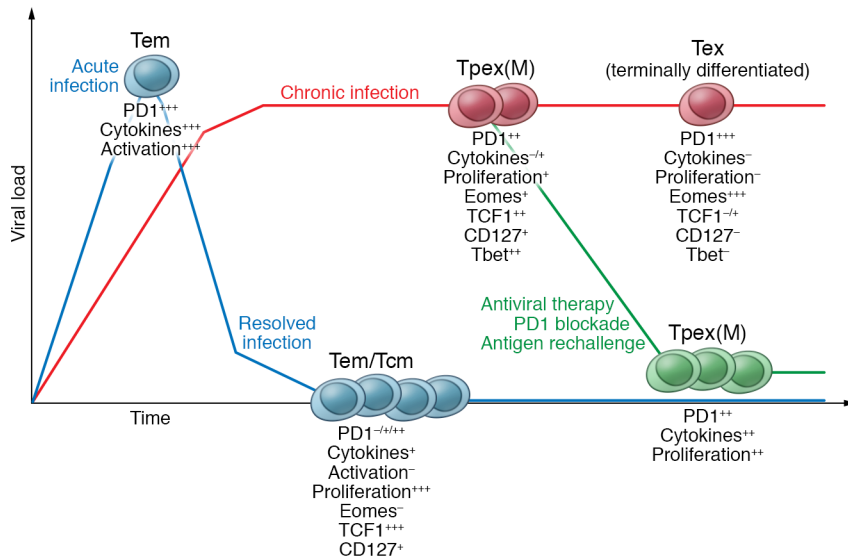 Viral load
Time
Acute
infection
Tem
PD1⁺⁺⁺
Cytokines⁺⁺⁺
Activation⁺⁺⁺
Chronic infection
Tpex(M)
PD1⁺⁺
Cytokines⁻/⁺
Proliferation⁺
Eomes⁺
TCF1⁺⁺
CD127⁺
Tbet⁺⁺
Tex
(terminally differentiated)
PD1⁺⁺⁺
Cytokines⁻
Proliferation⁻
Eomes⁺⁺⁺
TCF1⁻/⁺
CD127⁻
Tbet⁻
Resolved
infection
Tem/Tcm
PD1⁻/⁺/⁺⁺
Cytokines⁺
Activation⁻
Proliferation⁺⁺⁺
Eomes⁻
TCF1⁺⁺⁺
CD127⁺
Antiviral therapy
PD1 blockade
Antigen rechallenge
Tpex(M)
PD1⁺⁺
Cytokines⁺⁺
Proliferation⁺⁺